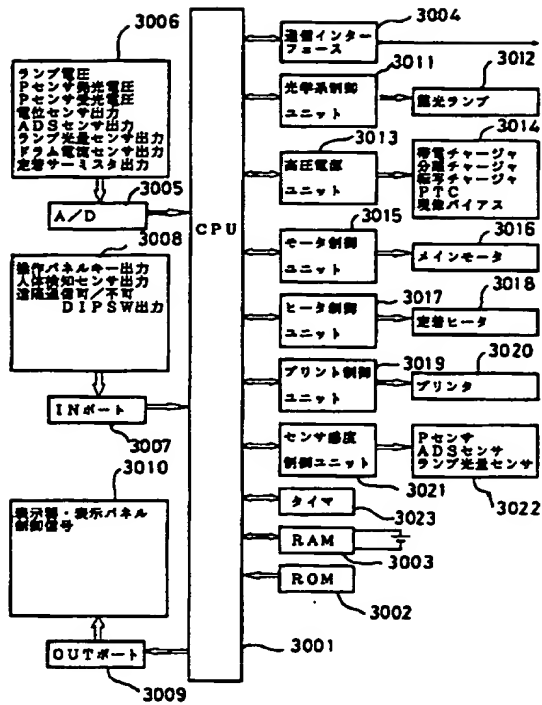 3006
ランプ電圧
Pセンサ発光電圧
Pセンサ受光電圧
電位センサ出力
ADSセンサ出力
ランプ光量センサ出力
ドラム電流センサ出力
定着サーミスタ出力
3005
A/D
3008
操作パネルキー出力
人体検知センサ出力
遠隔通信可/不可
DIPSW出力
INポート
3007
3010
表示器・表示パネル
制御信号
OUTポート
3009
CPU
3001
3004
通信インター
フェース
3011
光学系制御
ユニット
3012
蛍光ランプ
3013
高圧電源
ユニット
3014
帯電チャージャ
分離チャージャ
転写チャージャ
PTC
現像バイアス
3015
モータ制御
ユニット
3016
メインモータ
3017
ヒータ制御
ユニット
3018
定着ヒータ
3019
プリント制御
ユニット
3020
プリンタ
センサ感度
制御ユニット
3021
Pセンサ
ADSセンサ
ランプ光量センサ
3022
タイマ
3023
RAM
3003
ROM
3002